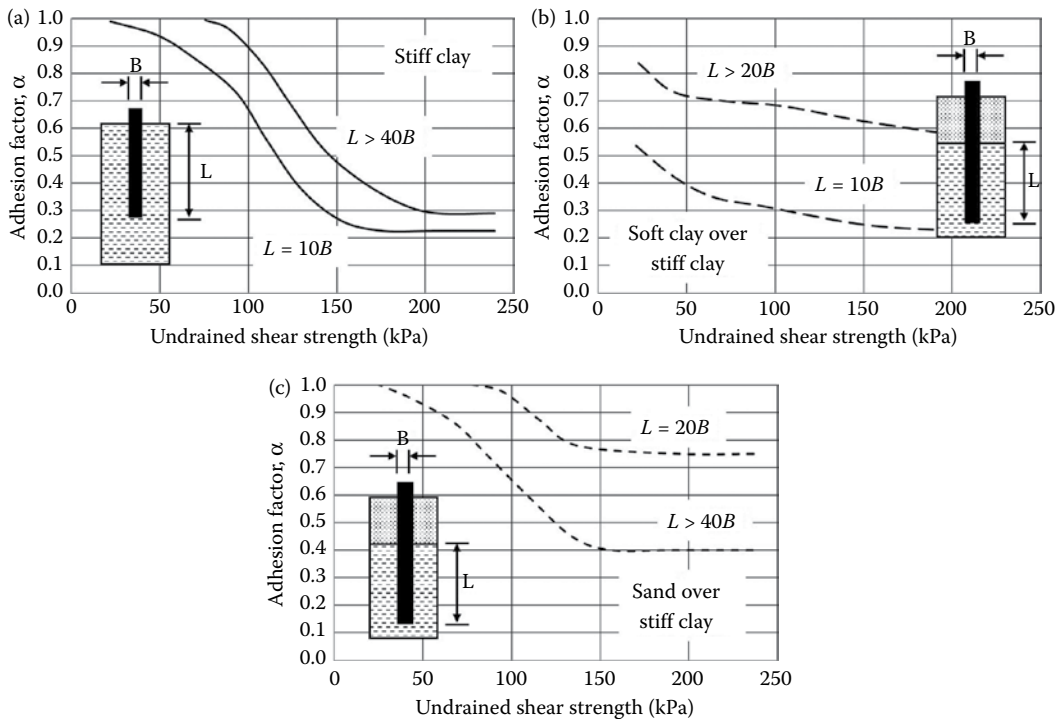 (a)
Adhesion factor, α
1.0
0.9
0.8
0.7
0.6
0.5
0.4
0.3
0.2
0.1
0.0
B
L
Stiff clay
L > 40B
L = 10B
0 50 100 150 200 250
Undrained shear strength (kPa)
(b)
Adhesion factor, α
1.0
0.9
0.8
0.7
0.6
0.5
0.4
0.3
0.2
0.1
0.0
B
L > 20B
L = 10B
L
Soft clay over
stiff clay
0 50 100 150 200 250
Undrained shear strength (kPa)
(c)
Adhesion factor, α
1.0
0.9
0.8
0.7
0.6
0.5
0.4
0.3
0.2
0.1
0.0
B
L = 20B
L > 40B
L
Sand over
stiff clay
0 50 100 150 200 250
Undrained shear strength (kPa)